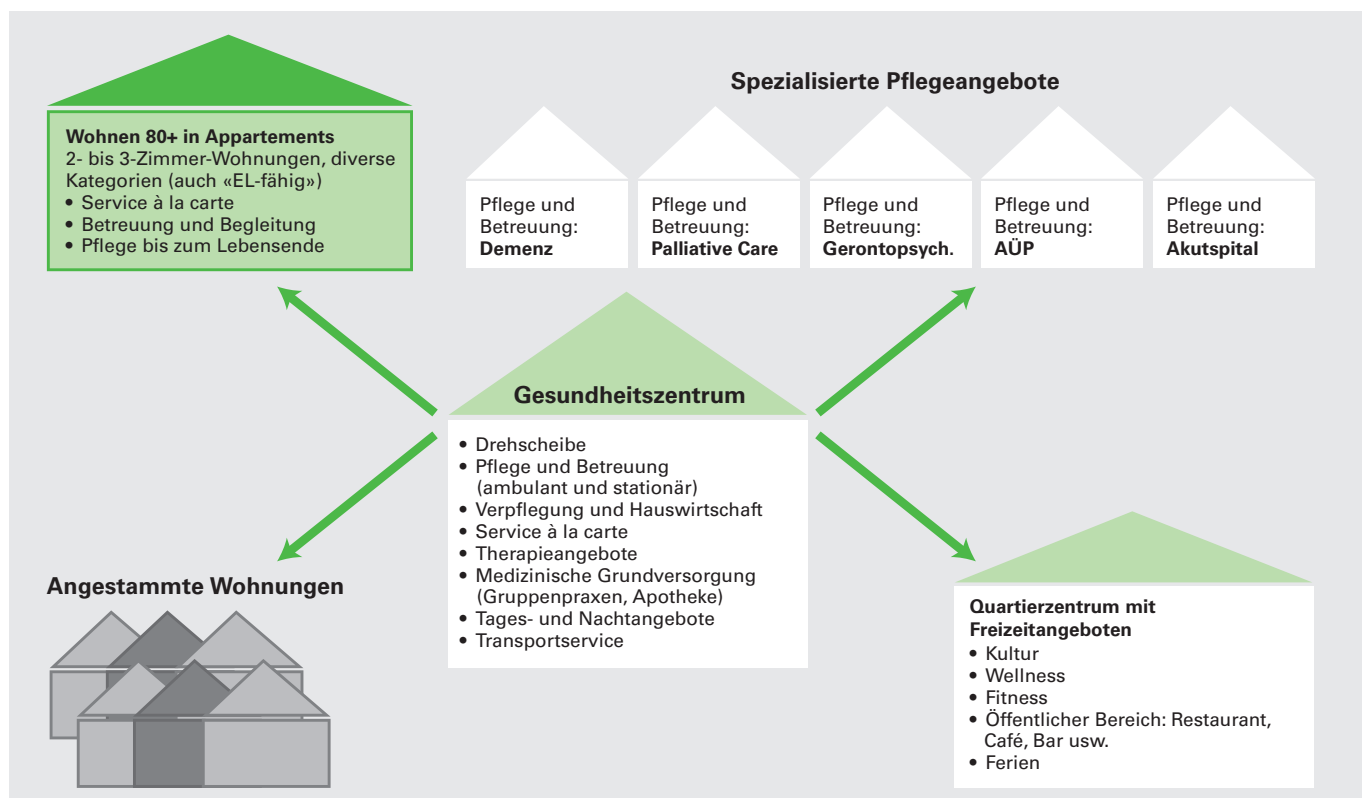 Wohnen 80+ in Appartements
2- bis 3-Zimmer-Wohnungen, diverse
Kategorien (auch «EL-fähig»)
• Service à la carte
• Betreuung und Begleitung
• Pflege bis zum Lebensende
Spezialisierte Pflegeangebote
Pflege und
Betreuung:
Demenz
Pflege und
Betreuung:
Palliative Care
Pflege und
Betreuung:
Gerontopsych.
Pflege und
Betreuung:
AÜP
Pflege und
Betreuung:
Akutspital
Gesundheitszentrum
• Drehscheibe
• Pflege und Betreuung
(ambulant und stationär)
• Verpflegung und Hauswirtschaft
• Service à la carte
• Therapieangebote
• Medizinische Grundversorgung
(Gruppenpraxen, Apotheke)
• Tages- und Nachtangebote
• Transportservice
Angestammte Wohnungen
Quartierzentrum mit
Freizeitangeboten
• Kultur
• Wellness
• Fitness
• Öffentlicher Bereich: Restaurant,
Café, Bar usw.
• Ferien